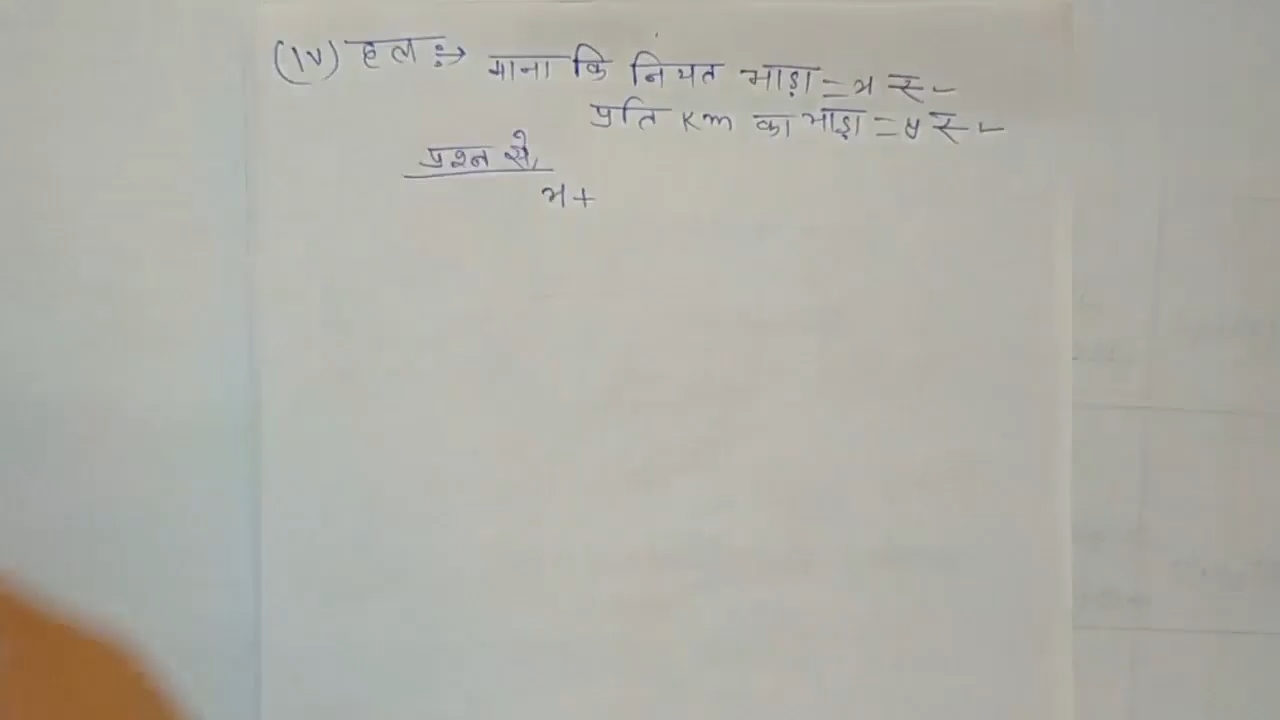 (iv) हल :→ माना कि नियत भाड़ा = x रू-
प्रति Km का भाड़ा = y रू-
प्रश्न से,
x +